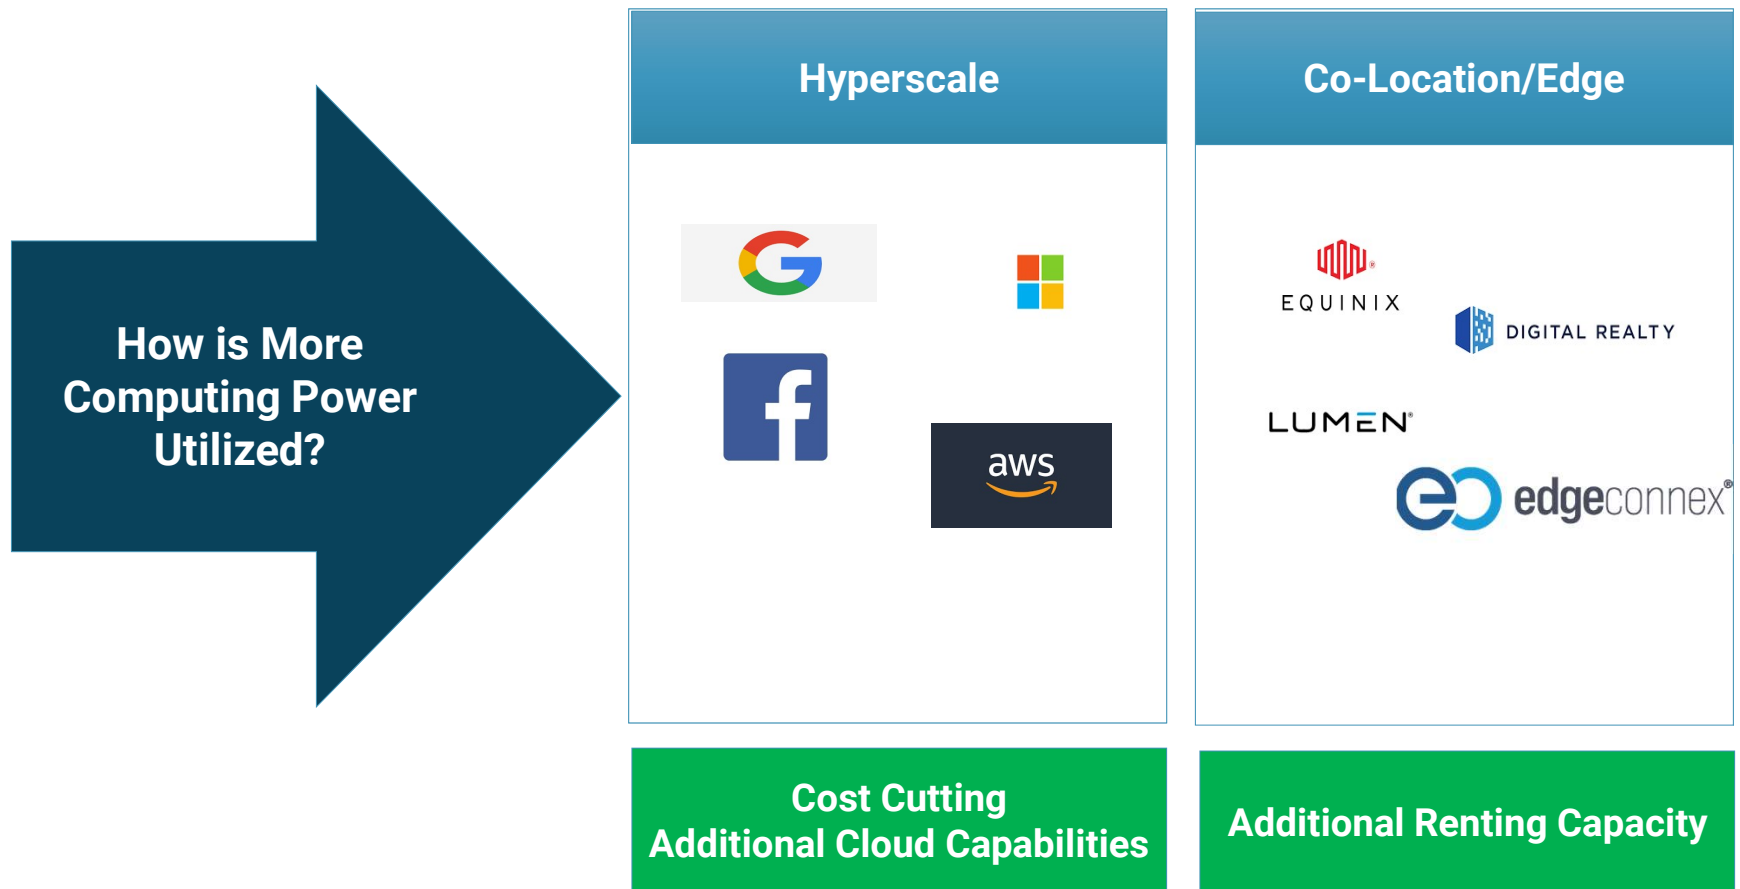 How is More
Computing Power
Utilized?
Hyperscale
aws
Cost Cutting
Additional Cloud Capabilities
Co-Location/Edge
EQUINIX
DIGITAL REALTY
LUMEN®
edgeconnex®
Additional Renting Capacity